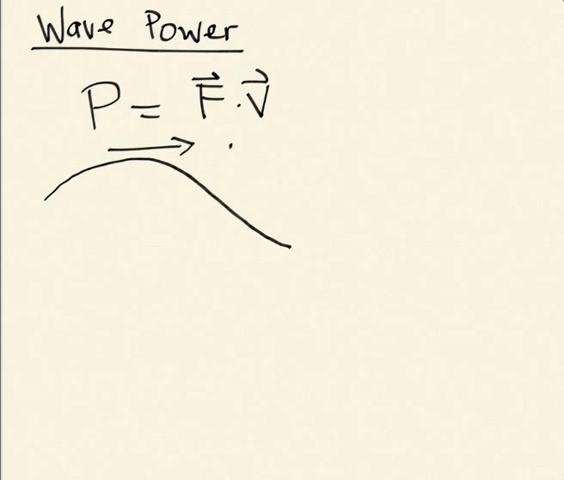 Wave Power
P = F⃗ · V⃗